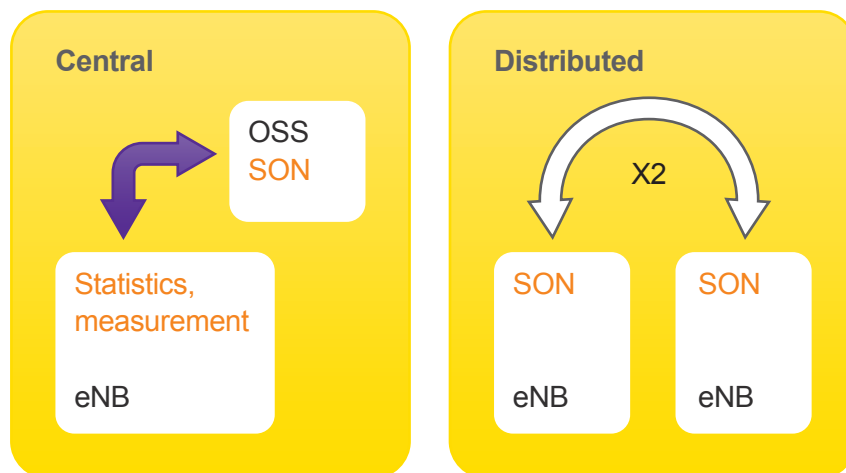 Central
OSS
SON
Statistics,
measurement
eNB
Distributed
X2
SON
eNB
SON
eNB